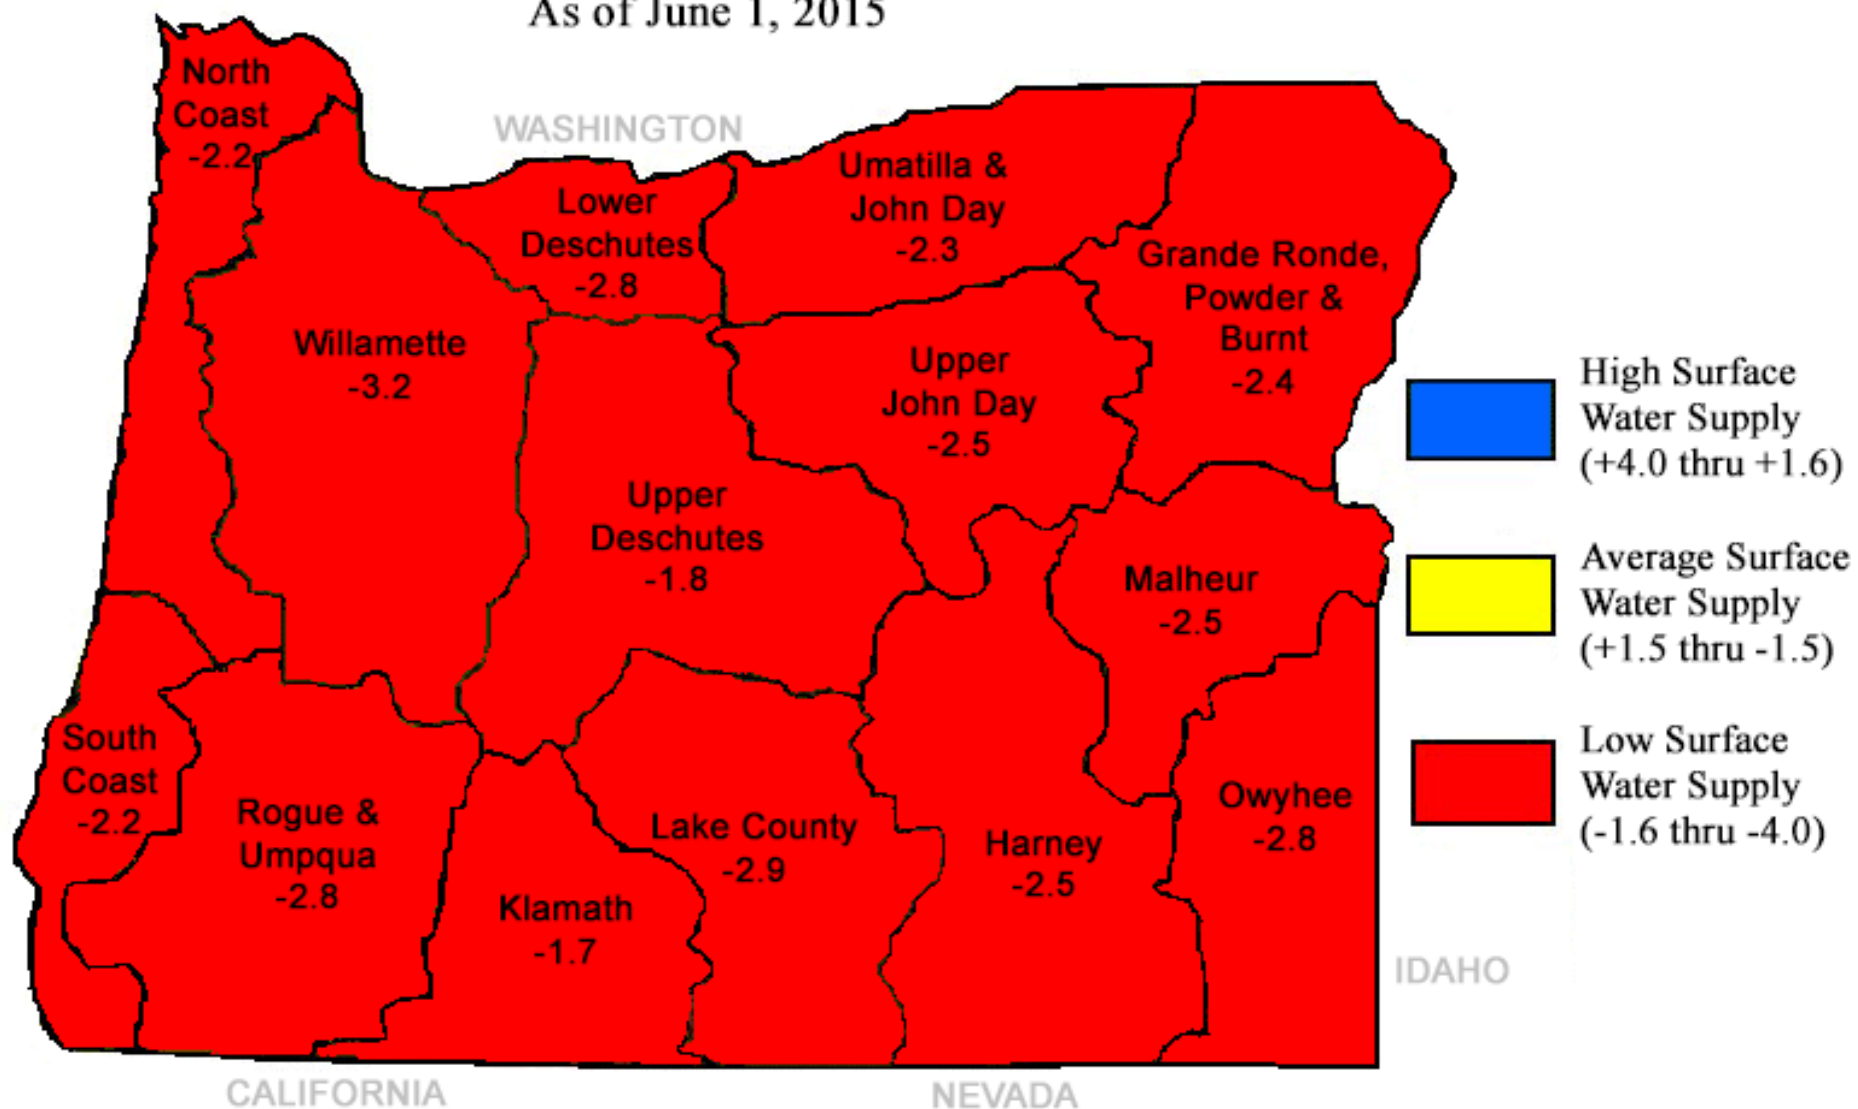 As of June 1, 2015
North
Coast
-2.2
WASHINGTON
Lower
Deschutes
-2.8
Umatilla &
John Day
-2.3
Grande Ronde,
Powder &
Burnt
-2.4
Willamette
-3.2
Upper
John Day
-2.5
Upper
Deschutes
-1.8
Malheur
-2.5
South
Coast
-2.2
Rogue &
Umpqua
-2.8
Klamath
-1.7
Lake County
-2.9
Harney
-2.5
Owyhee
-2.8
High Surface
Water Supply
(+4.0 thru +1.6)
Average Surface
Water Supply
(+1.5 thru -1.5)
Low Surface
Water Supply
(-1.6 thru -4.0)
IDAHO
CALIFORNIA
NEVADA